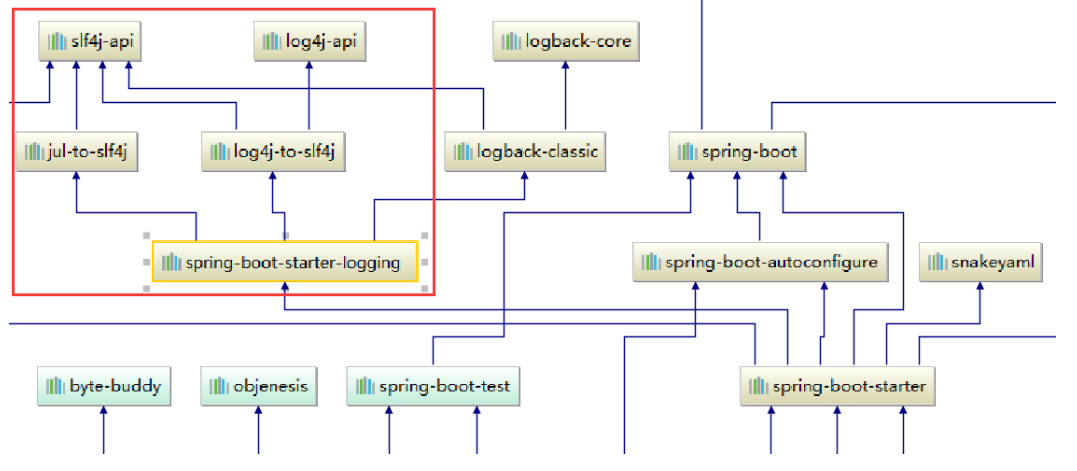 slf4j-api
log4j-api
logback-core
jul-to-slf4j
log4j-to-slf4j
logback-classic
spring-boot
spring-boot-starter-logging
spring-boot-autoconfigure
snakeyaml
byte-buddy
objenesis
spring-boot-test
spring-boot-starter